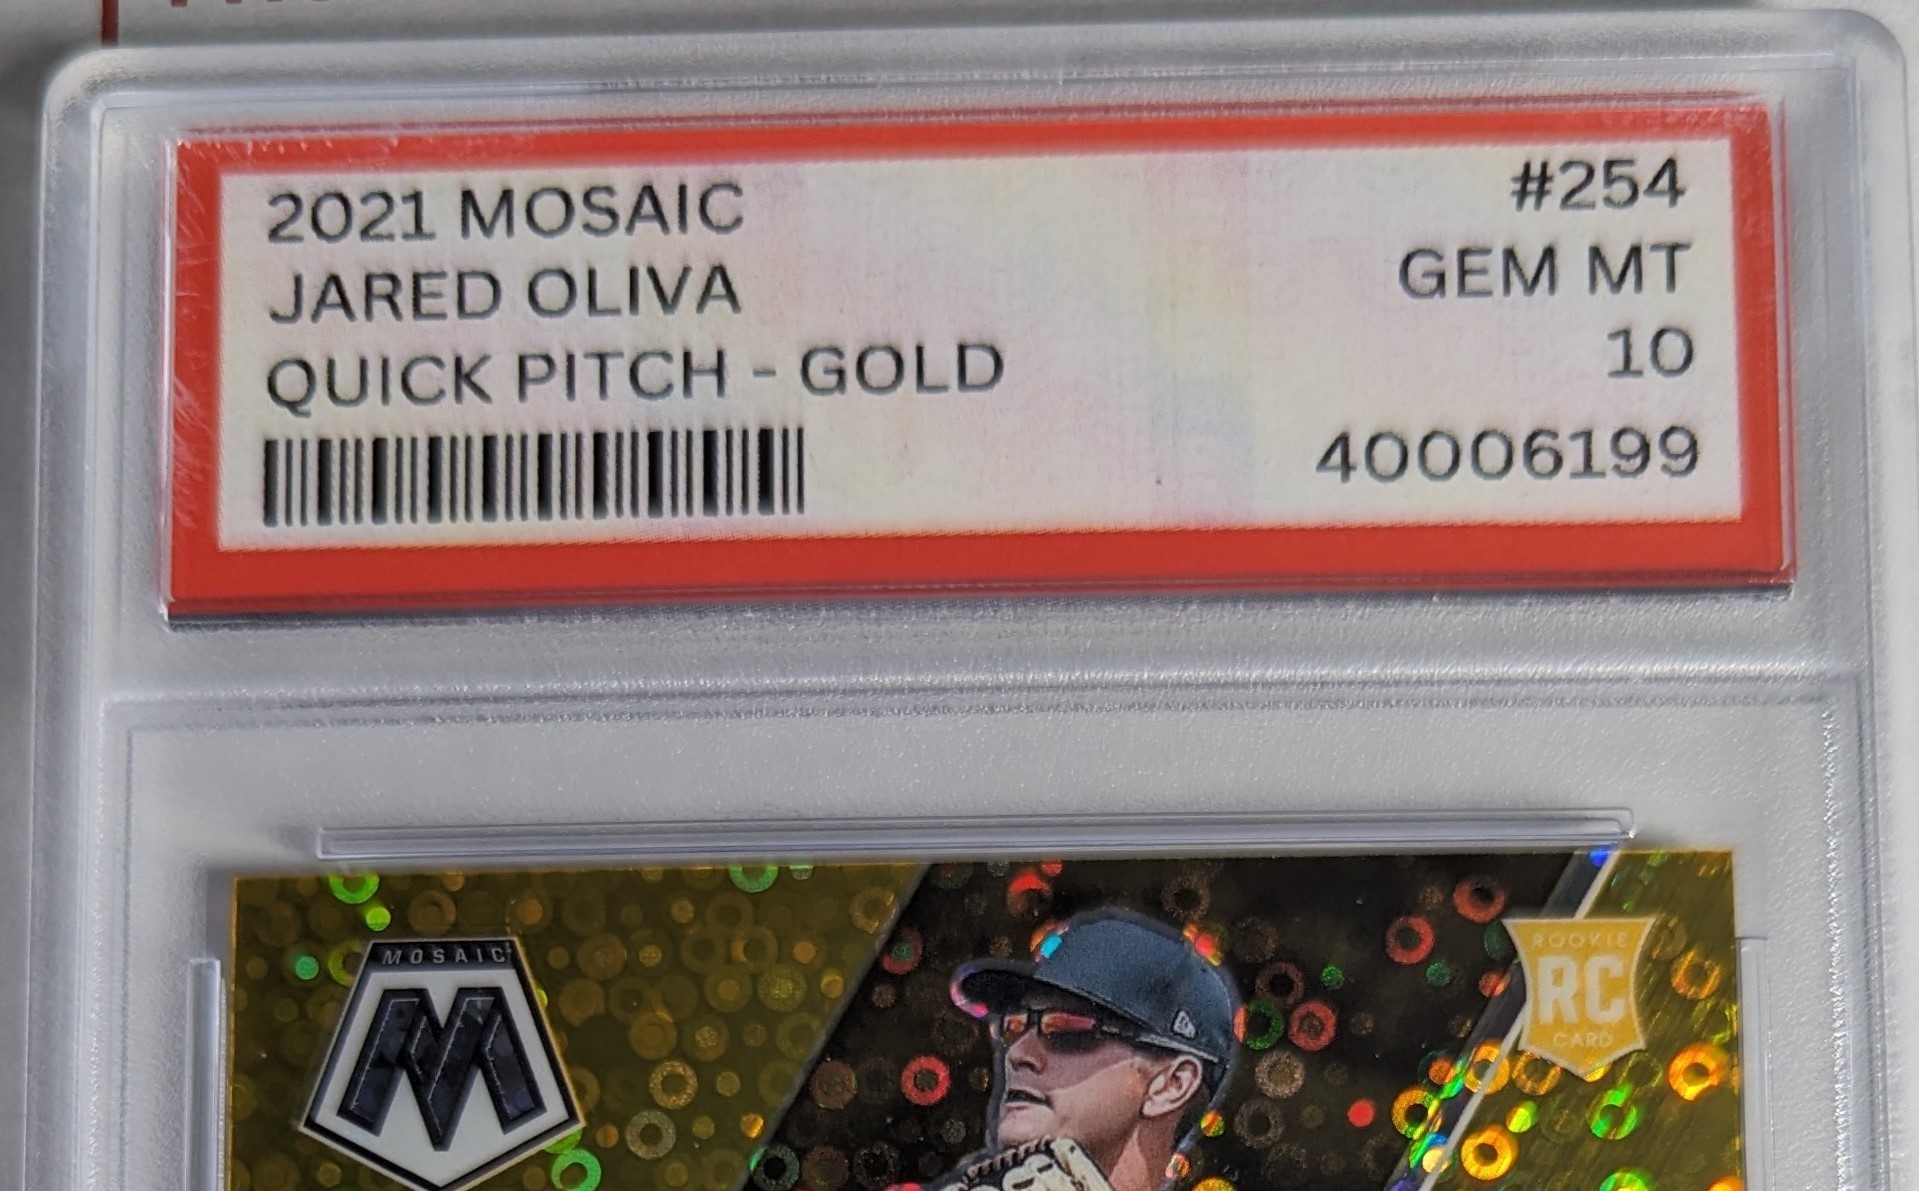 2021 MOSAIC #254
JARED OLIVA GEM MT
QUICK PITCH - GOLD 10
40006199
MOSAIC
ROOKIE
RC
CARD